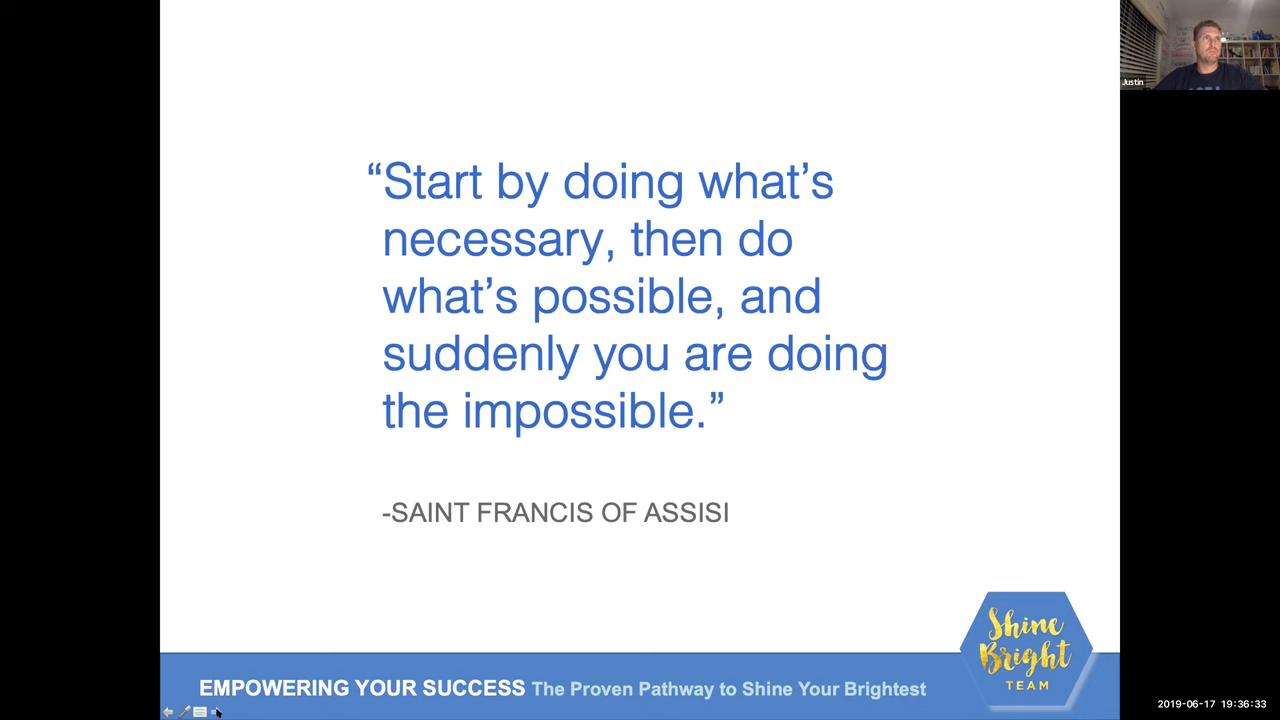 Justin
“Start by doing what’s
necessary, then do
what’s possible, and
suddenly you are doing
the impossible.”
-SAINT FRANCIS OF ASSISI
Shine
Bright
TEAM
EMPOWERING YOUR SUCCESS The Proven Pathway to Shine Your Brightest
2019-06-17 19:36:33